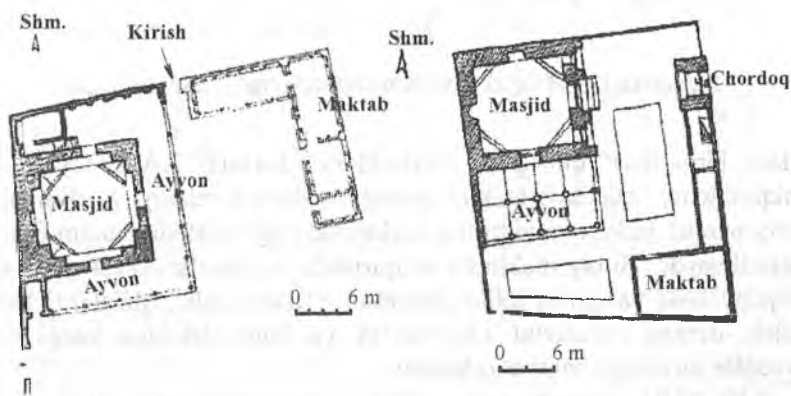 Shm.
Kirish
Maktab
Masjid
Ayvon
Ayvon
0 6 m
Shm.
Chordoq
Masjid
Ayvon
Maktab
0 6 m